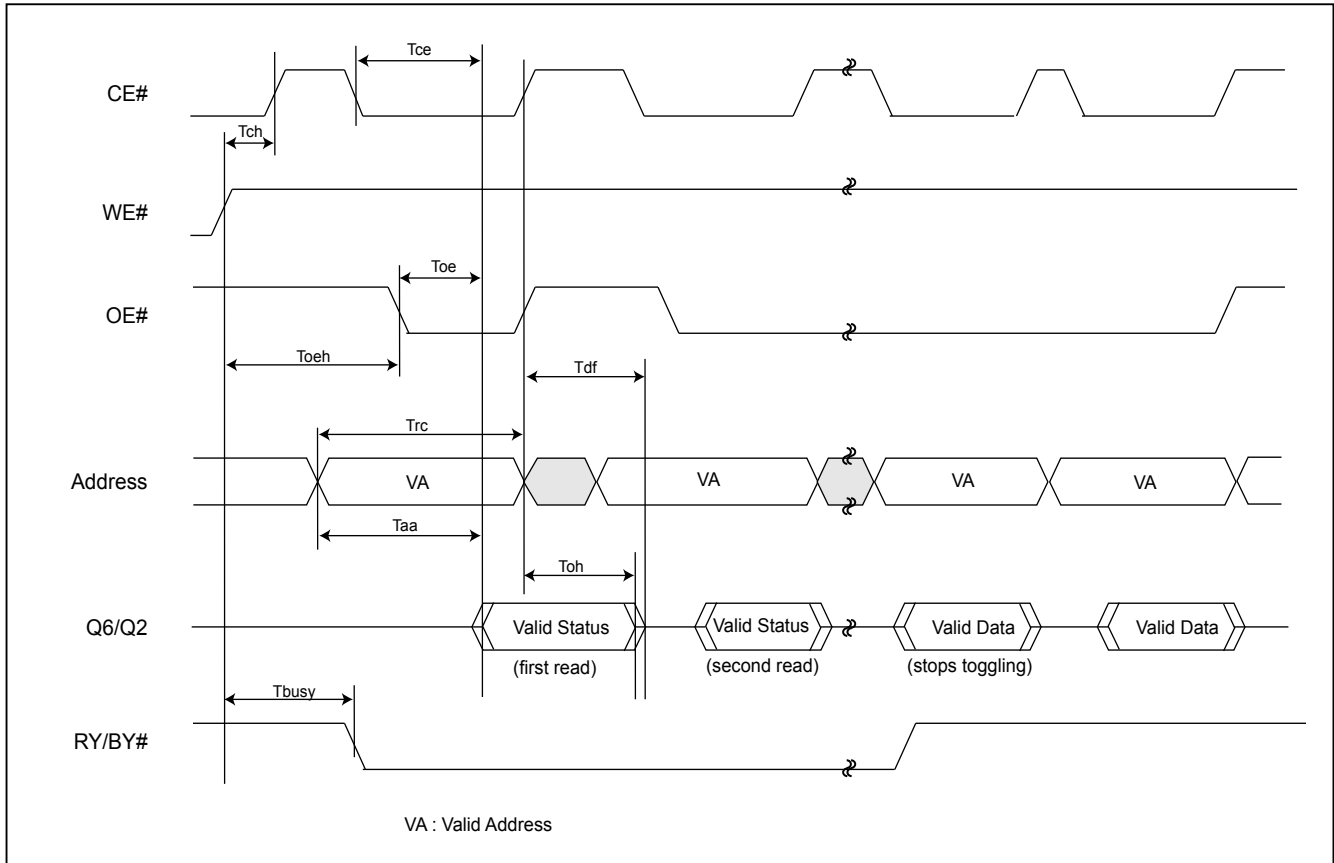 Tce
CE#
Tch
WE#
Toe
OE#
Toeh
Tdf
Trc
Address
VA
VA
VA
VA
Taa
Toh
Q6/Q2
Valid Status
Valid Status
Valid Data
Valid Data
(first read)
(second read)
(stops toggling)
Tbusy
RY/BY#
VA : Valid Address